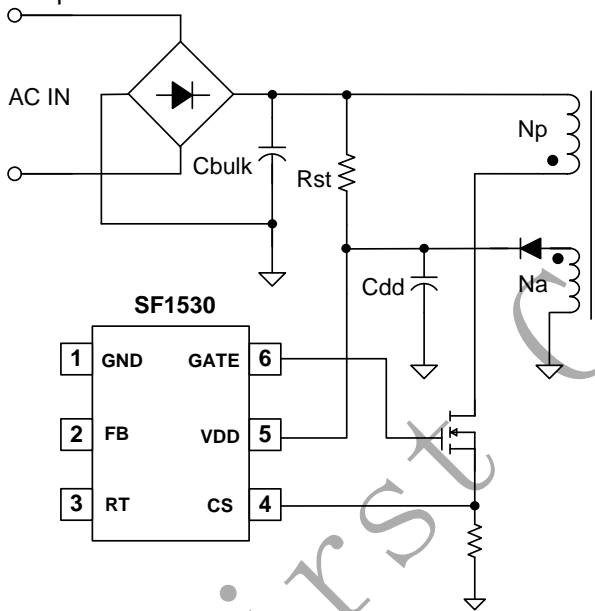 AC IN
Cbulk
Rst
Np
Cdd
Na
SF1530
1 GND GATE 6
2 FB VDD 5
3 RT CS 4
irst C